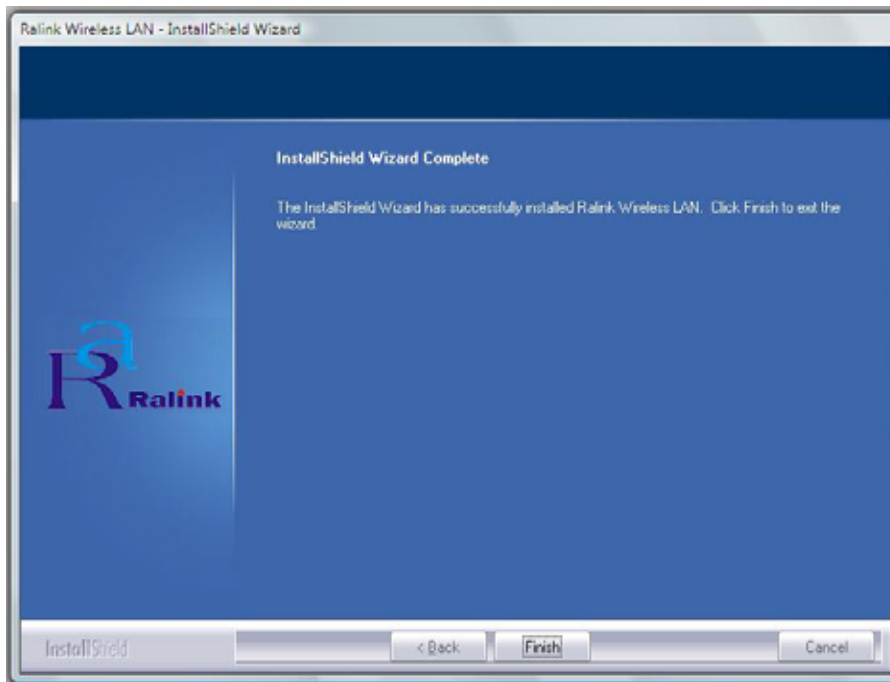 Ralink Wireless LAN - InstallShield Wizard
InstallShield Wizard Complete
The InstallShield Wizard has successfully installed Ralink Wireless LAN. Click Finish to exit the
wizard.
Ra
Ralink
InstallShield
< Back
Finish
Cancel